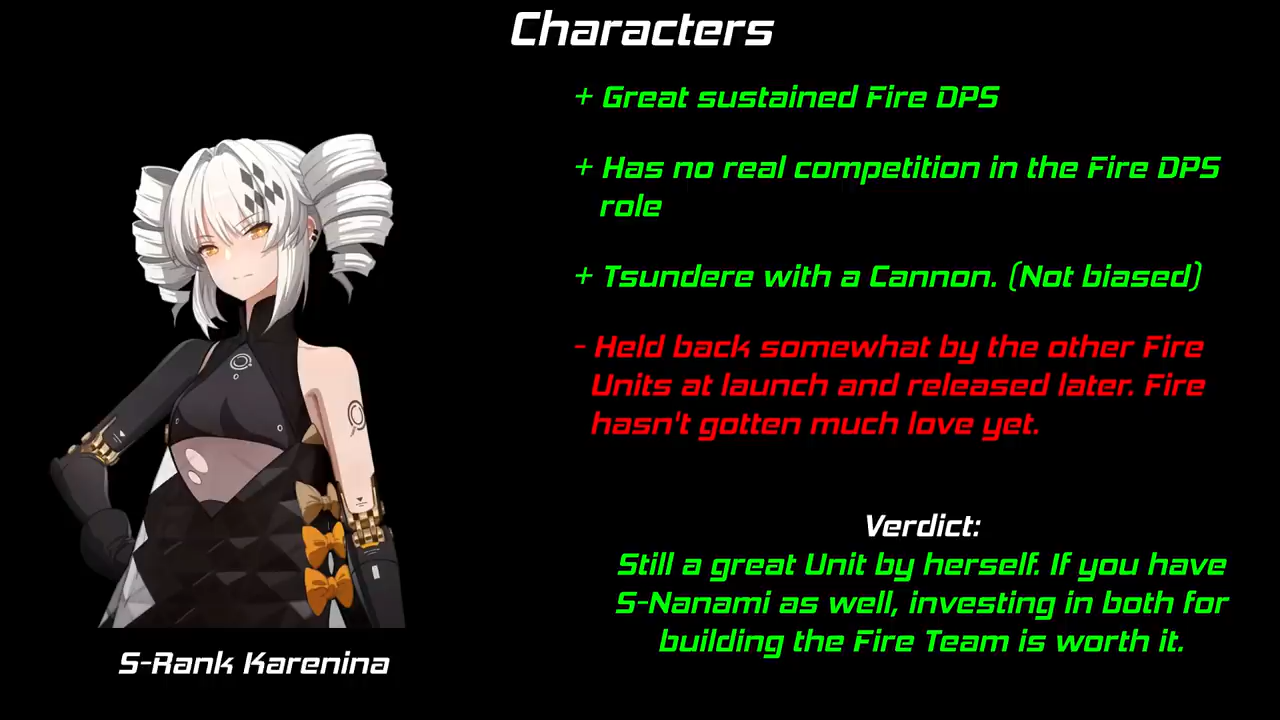 Characters
+ Great sustained Fire DPS
+ Has no real competition in the Fire DPS
role
+ Tsundere with a Cannon. (Not biased)
- Held back somewhat by the other Fire
Units at launch and released later. Fire
hasn't gotten much love yet.
Verdict:
Still a great Unit by herself. If you have
S-Nanami as well, investing in both for
building the Fire Team is worth it.
S-Rank Karenina